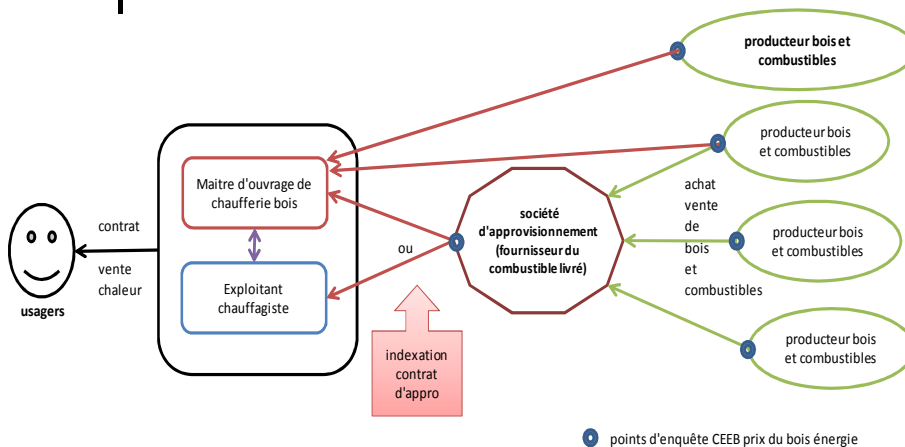 producteur bois et
combustibles
producteur bois
et combustibles
Maitre d'ouvrage de
chaufferie bois
achat
vente
de
bois
et
combustibles
société
d'approvisionnement
(fournisseur du
combustible livré)
producteur bois
et combustibles
contrat
ou
vente
chaleur
usagers
Exploitant
chauffagiste
producteur bois
et combustibles
indexation
contrat
d'appro
points d'enquête CEEB prix du bois énergie